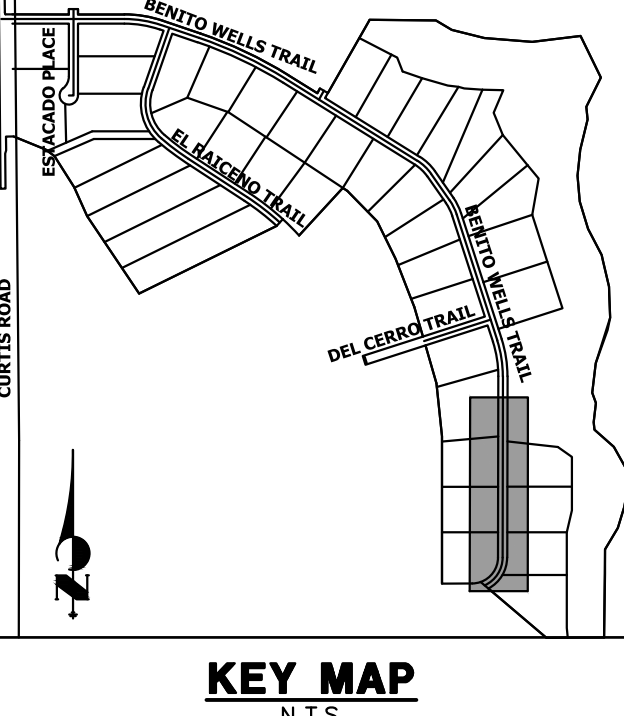 BENITO WELLS TRAIL
ESTACADO PLACE
EL RAICENO TRAIL
BENITO WELLS TRAIL
CURTIS ROAD
DEL CERRO TRAIL
N
KEY MAP
N.T.S.